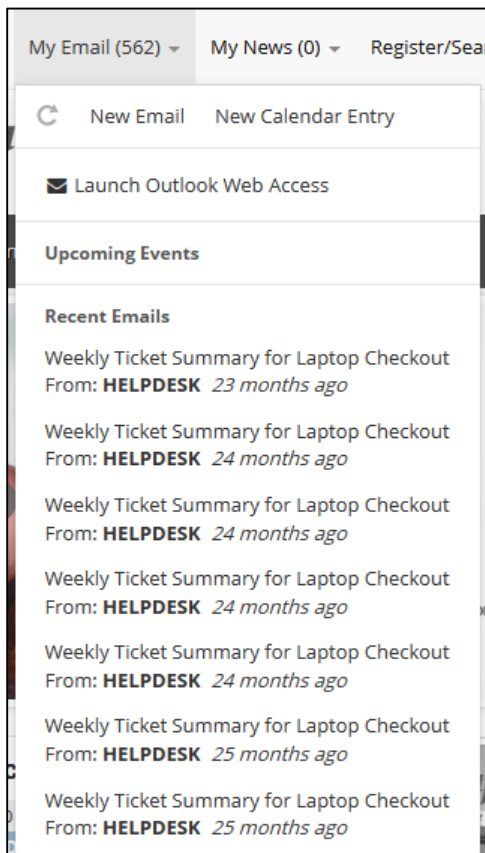 My Email (562) My News (0) Register/Sear
New Email New Calendar Entry
Launch Outlook Web Access
Upcoming Events
Recent Emails
Weekly Ticket Summary for Laptop Checkout
From: HELPDESK 23 months ago
Weekly Ticket Summary for Laptop Checkout
From: HELPDESK 24 months ago
Weekly Ticket Summary for Laptop Checkout
From: HELPDESK 24 months ago
Weekly Ticket Summary for Laptop Checkout
From: HELPDESK 24 months ago
Weekly Ticket Summary for Laptop Checkout
From: HELPDESK 24 months ago
Weekly Ticket Summary for Laptop Checkout
From: HELPDESK 25 months ago
Weekly Ticket Summary for Laptop Checkout
From: HELPDESK 25 months ago